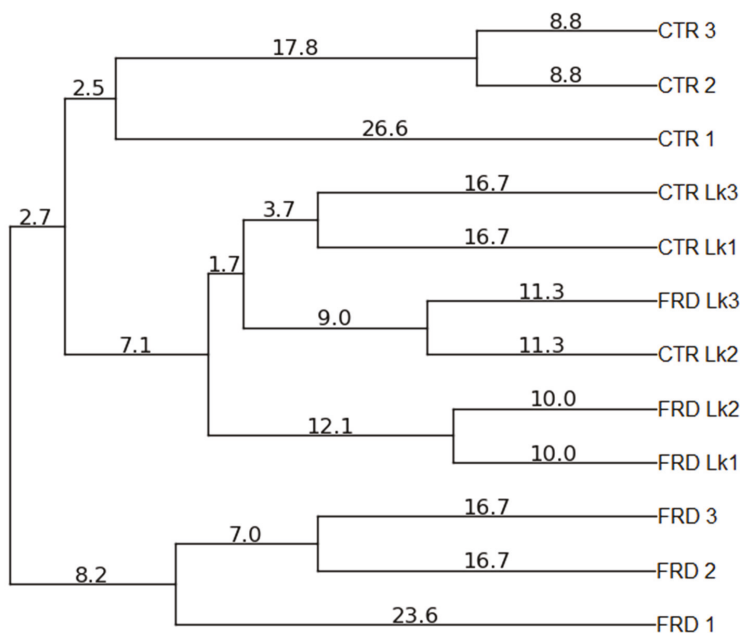 8.8 CTR 3
17.8
8.8 CTR 2
2.5
26.6 CTR 1
16.7 CTR Lk3
3.7
2.7
16.7 CTR Lk1
1.7
11.3 FRD Lk3
9.0
7.1
11.3 CTR Lk2
10.0 FRD Lk2
12.1
10.0 FRD Lk1
16.7 FRD 3
7.0
16.7 FRD 2
8.2
23.6 FRD 1